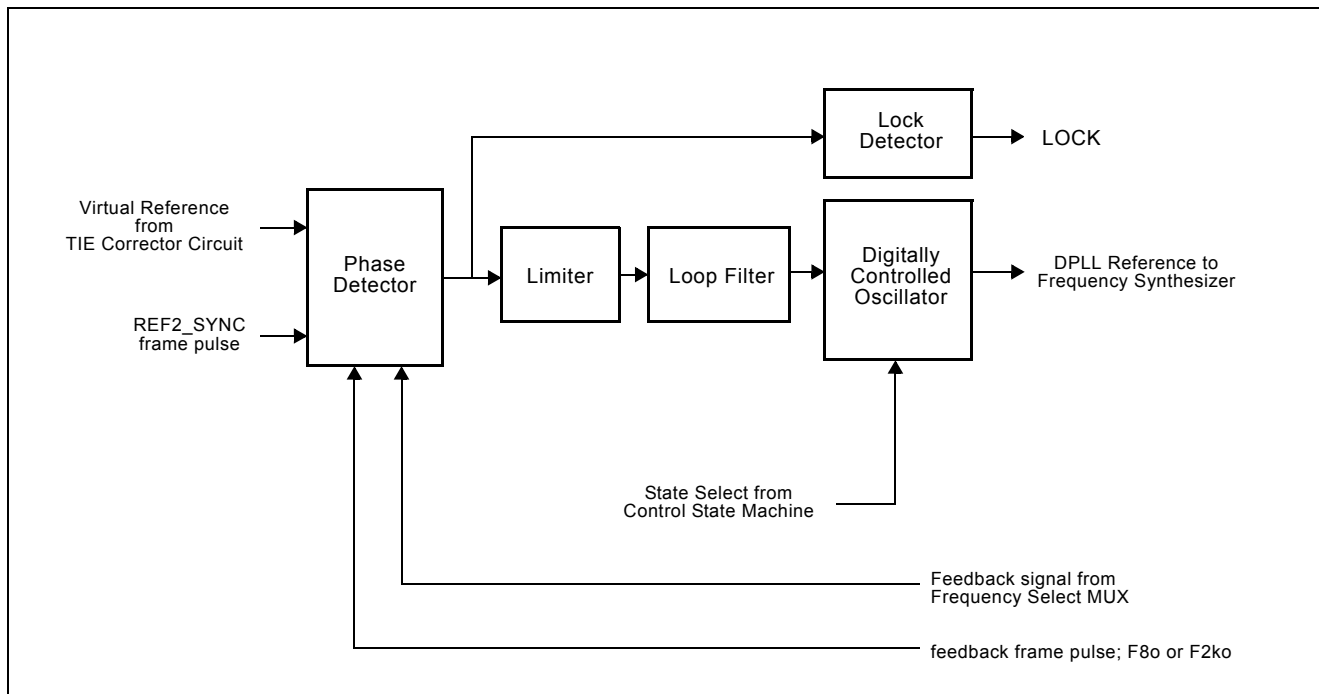 Lock
Detector
LOCK
Virtual Reference
from
TIE Corrector Circuit
Phase
Detector
Limiter
Loop Filter
Digitally
Controlled
Oscillator
DPLL Reference to
Frequency Synthesizer
REF2_SYNC
frame pulse
State Select from
Control State Machine
Feedback signal from
Frequency Select MUX
feedback frame pulse; F8o or F2ko